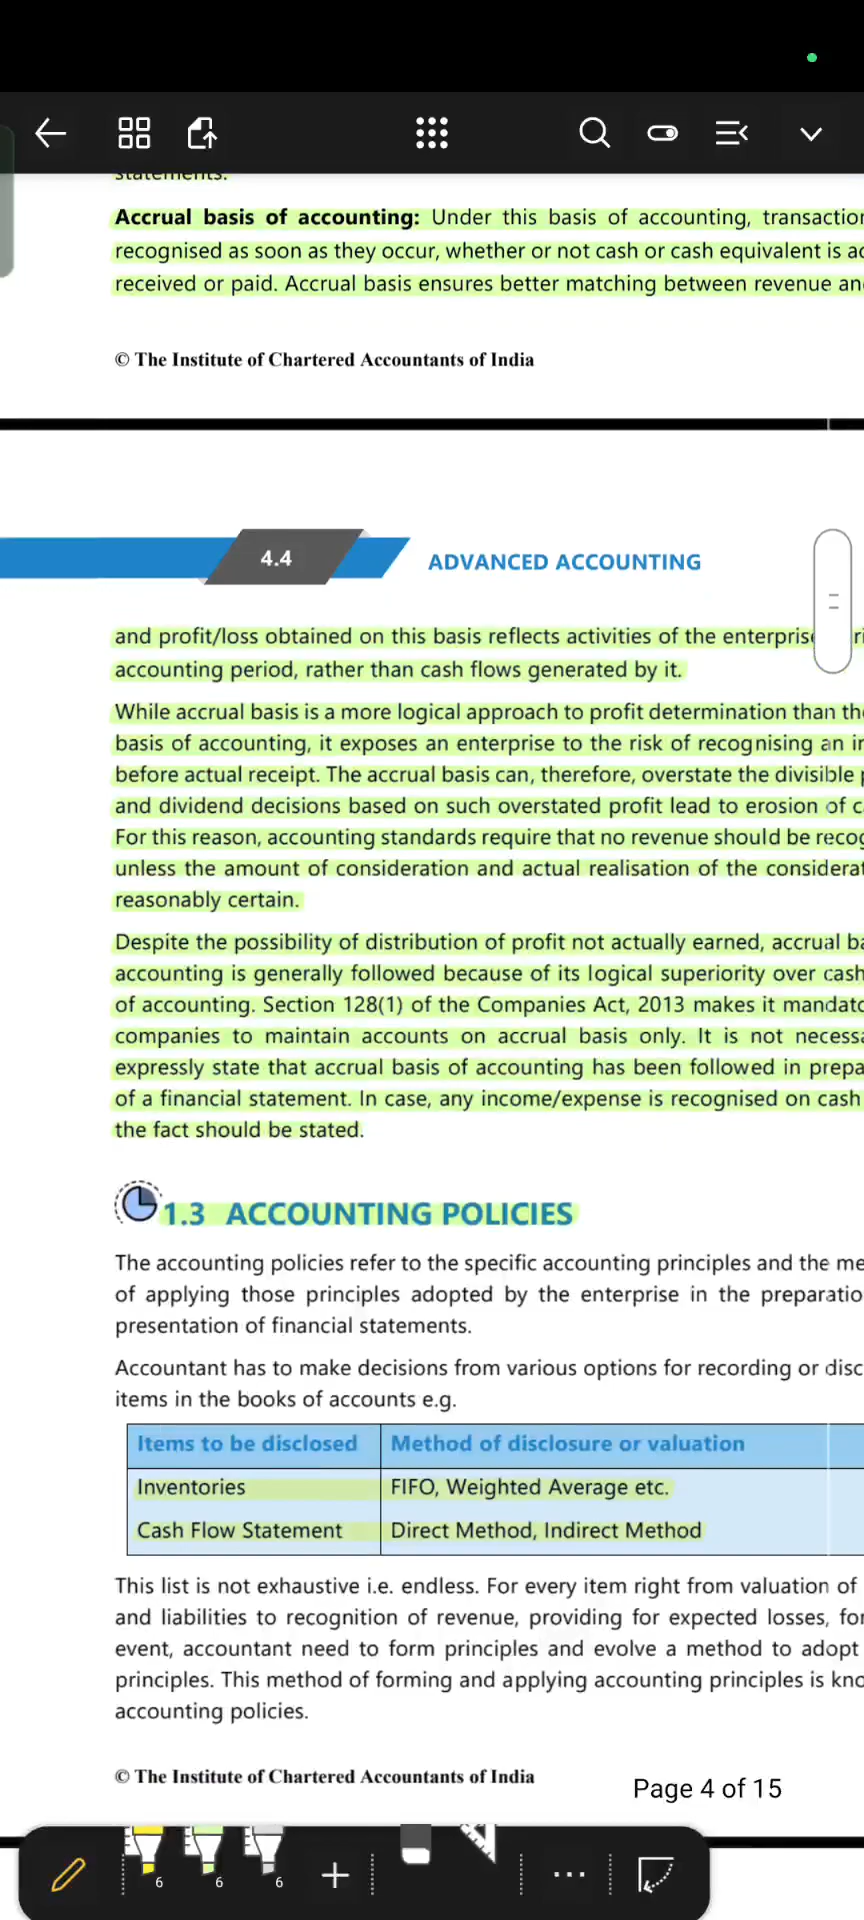 statements.
Accrual basis of accounting: Under this basis of accounting,
recognised as soon as they occur, whether or not cash or cash equivalent is
received or paid. Accrual basis ensures better matching between revenue
© The Institute of Chartered Accountants of India
4.4
ADVANCED ACCOUNTING
and profit/loss obtained on this basis reflects activities of the
accounting period, rather than cash flows generated by it.
While accrual basis is a more logical approach to profit determination than
basis of accounting, it exposes an enterprise to the risk of recognising an
before actual receipt. The accrual basis can, therefore, overstate the divisible
and dividend decisions based on such overstated profit lead to erosion of
For this reason, accounting standards require that no revenue should be
unless the amount of consideration and actual realisation of the
reasonably certain.
Despite the possibility of distribution of profit not actually earned, accrual
accounting is generally followed because of its logical superiority over cash
of accounting. Section 128(1) of the Companies Act, 2013 makes it
companies to maintain accounts on accrual basis only. It is not
expressly state that accrual basis of accounting has been followed in
of a financial statement. In case, any income/expense is recognised on cash
the fact should be stated.
1.3 ACCOUNTING POLICIES
The accounting policies refer to the specific accounting principles and the
of applying those principles adopted by the enterprise in the
presentation of financial statements.
Accountant has to make decisions from various options for recording or
items in the books of accounts e.g.
Items to be disclosed Method of disclosure or valuation
Inventories FIFO, Weighted Average etc.
Cash Flow Statement Direct Method, Indirect Method
This list is not exhaustive i.e. endless. For every item right from valuation of
and liabilities to recognition of revenue, providing for expected losses,
event, accountant need to form principles and evolve a method to adopt
principles. This method of forming and applying accounting principles is
accounting policies.
© The Institute of Chartered Accountants of India
Page 4 of 15
6 6 6